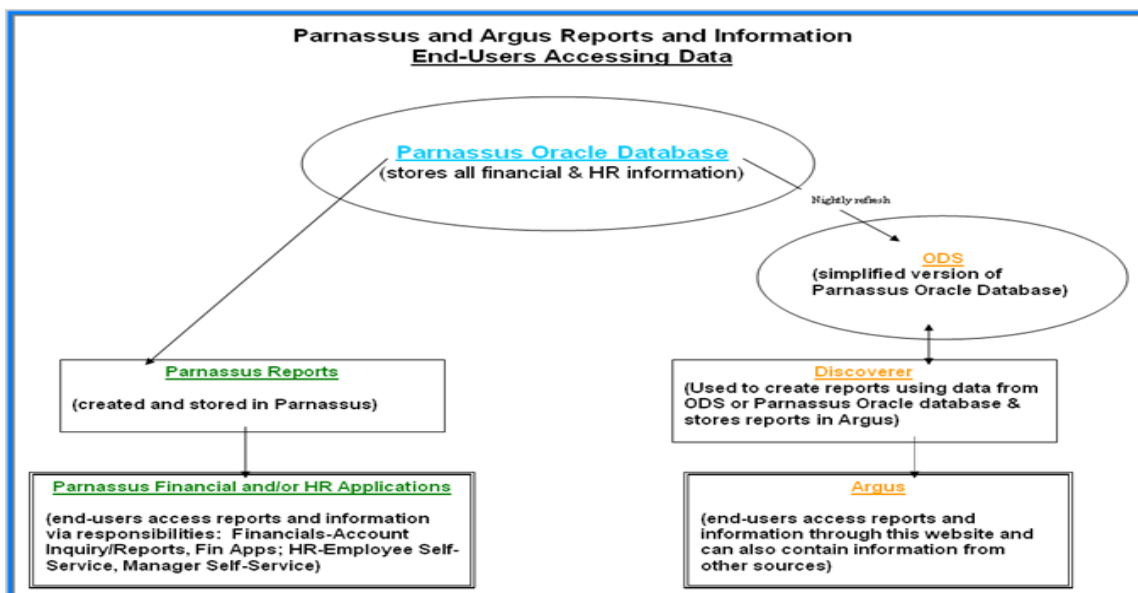 Parnassus and Argus Reports and Information
End-Users Accessing Data
Parnassus Oracle Database
(stores all financial & HR information)
Nightly refresh
ODS
(simplified version of
Parnassus Oracle Database)
Parnassus Reports
(created and stored in Parnassus)
Discoverer
(Used to create reports using data from
ODS or Parnassus Oracle database &
stores reports in Argus)
Parnassus Financial and/or HR Applications
(end-users access reports and information
via responsibilities: Financials-Account
Inquiry/Reports, Fin Apps; HR-Employee Self-
Service, Manager Self-Service)
Argus
(end-users access reports and
information through this website and
can also contain information from
other sources)